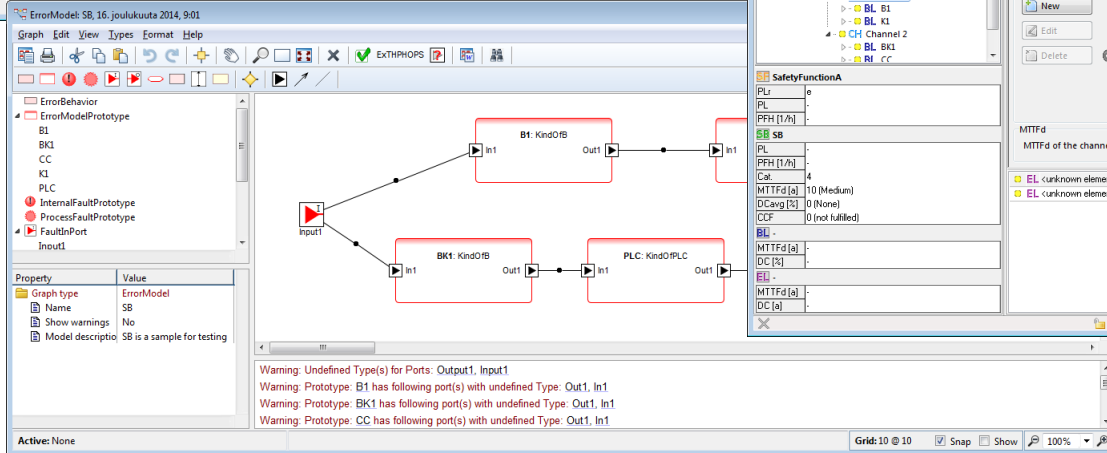 ErrorModel: SB, 16. joulukuuta 2014, 9:01
Graph Edit View Types Format Help
ExTHPHOPS
ErrorBehavior
ErrorModelPrototype
B1
BK1
CC
K1
PLC
InternalFaultPrototype
ProcessFaultPrototype
FaultInPort
Input1
Property Value
Graph type ErrorModel
Name SB
Show warnings No
Model descriptio SB is a sample for testing
B1: KindOfB
In1 Out1
In1
I
Input1
BK1: KindOfB
In1 Out1
PLC: KindOfPLC
In1 Out1
Warning: Undefined Type(s) for Ports: Output1, Input1
Warning: Prototype: B1 has following port(s) with undefined Type: Out1, In1
Warning: Prototype: BK1 has following port(s) with undefined Type: Out1, In1
Warning: Prototype: CC has following port(s) with undefined Type: Out1, In1
Active: None
Grid: 10 @ 10 Snap Show 100%
BL B1
BL K1
CH Channel 2
BL BK1
BL CC
SF SafetyFunctionA
PLr e
PL -
PFH [1/h] -
SB SB
PL -
PFH [1/h] -
Cat. 4
MTTFd [a] 10 (Medium)
DCavg [%] 0 (None)
CCF 0 (not fulfilled)
BL -
MTTFd [a] -
DC [%] -
EL -
MTTFd [a] -
DC [a] -
New
Edit
Delete
MTTFd
MTTFd of the chann
EL <unknown eleme
EL <unknown eleme